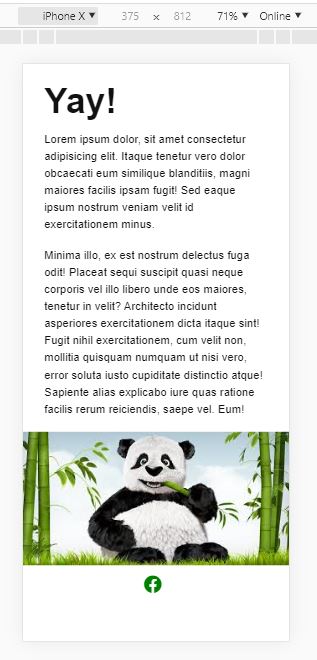 iPhone X ▼ 375 × 812 71% ▼ Online ▼
Yay!
Lorem ipsum dolor, sit amet consectetur
adipisicing elit. Itaque tenetur vero dolor
obcaecati eum similique blanditiis, magni
maiores facilis ipsam fugit! Sed eaque
ipsum nostrum veniam velit id
exercitationem minus.
Minima illo, ex est nostrum delectus fuga
odit! Placeat sequi suscipit quasi neque
corporis vel illo libero unde eos maiores,
tenetur in velit? Architecto incidunt
asperiores exercitationem dicta itaque sint!
Fugit nihil exercitationem, cum velit non,
mollitia quisquam numquam ut nisi vero,
error soluta iusto cupiditate distinctio atque!
Sapiente alias explicabo iure quas ratione
facilis rerum reiciendis, saepe vel. Eum!